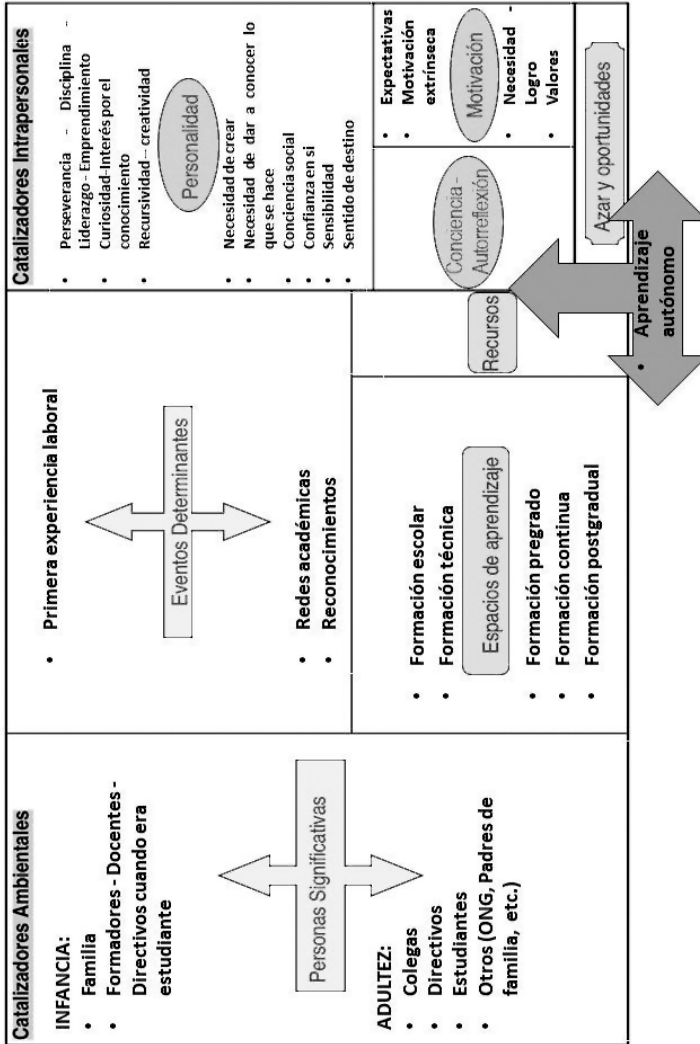 Catalizadores Ambientales
INFANCIA:
• Familia
• Formadores - Docentes -
Directivos cuando era
estudiante
Personas Significativas
ADULTEZ:
• Colegas
• Directivos
• Estudiantes
• Otros (ONG, Padres de
familia, etc.)
• Primera experiencia laboral
Eventos Determinantes
• Redes académicas
• Reconocimientos
• Formación escolar
• Formación técnica
Espacios de aprendizaje
• Formación pregrado
• Formación continua
• Formación postgradual
Recursos
Catalizadores Intrapersonales
• Perseverancia – Disciplina –
Liderazgo - Emprendimiento
• Curiosidad-Interés por el
conocimiento
• Recursividad – creatividad
Personalidad
• Necesidad de crear
• Necesidad de dar a conocer lo
que se hace
• Conciencia social
• Confianza en si
• Sensibilidad
• Sentido de destino
Conciencia -
Autorreflexión
• Expectativas
• Motivación
extrínseca
Motivación
• Necesidad -
Logro
• Valores
Azar y oportunidades
• Aprendizaje
autónomo